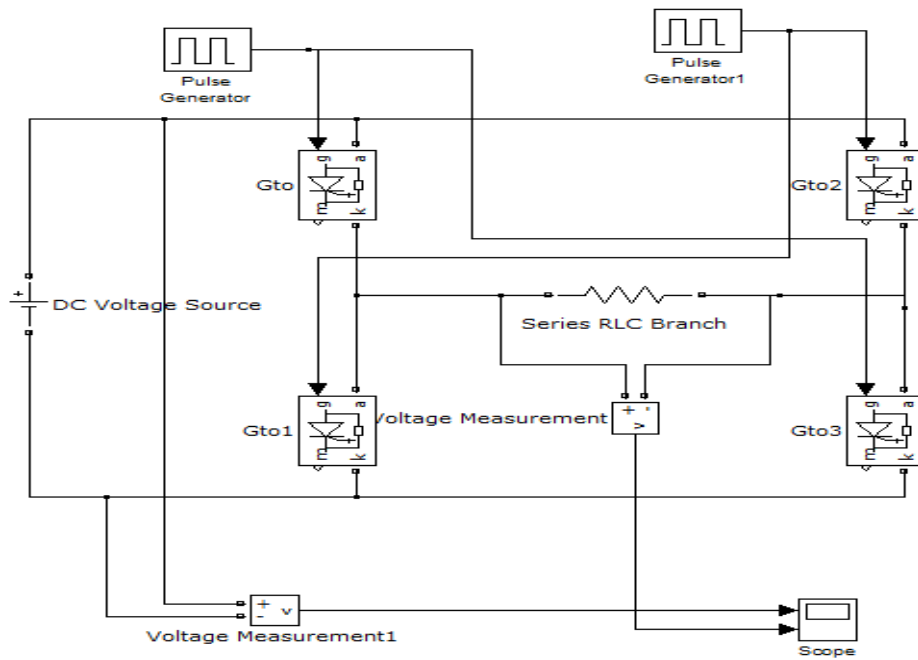 Pulse
Generator
Pulse
Generator1
g a
Gto
m k
g a
Gto2
m k
+
DC Voltage Source
Series RLC Branch
g a
Gto1
m k
Voltage Measurement
+ -
v
g a
Gto3
m k
+
- v
Voltage Measurement1
Scope